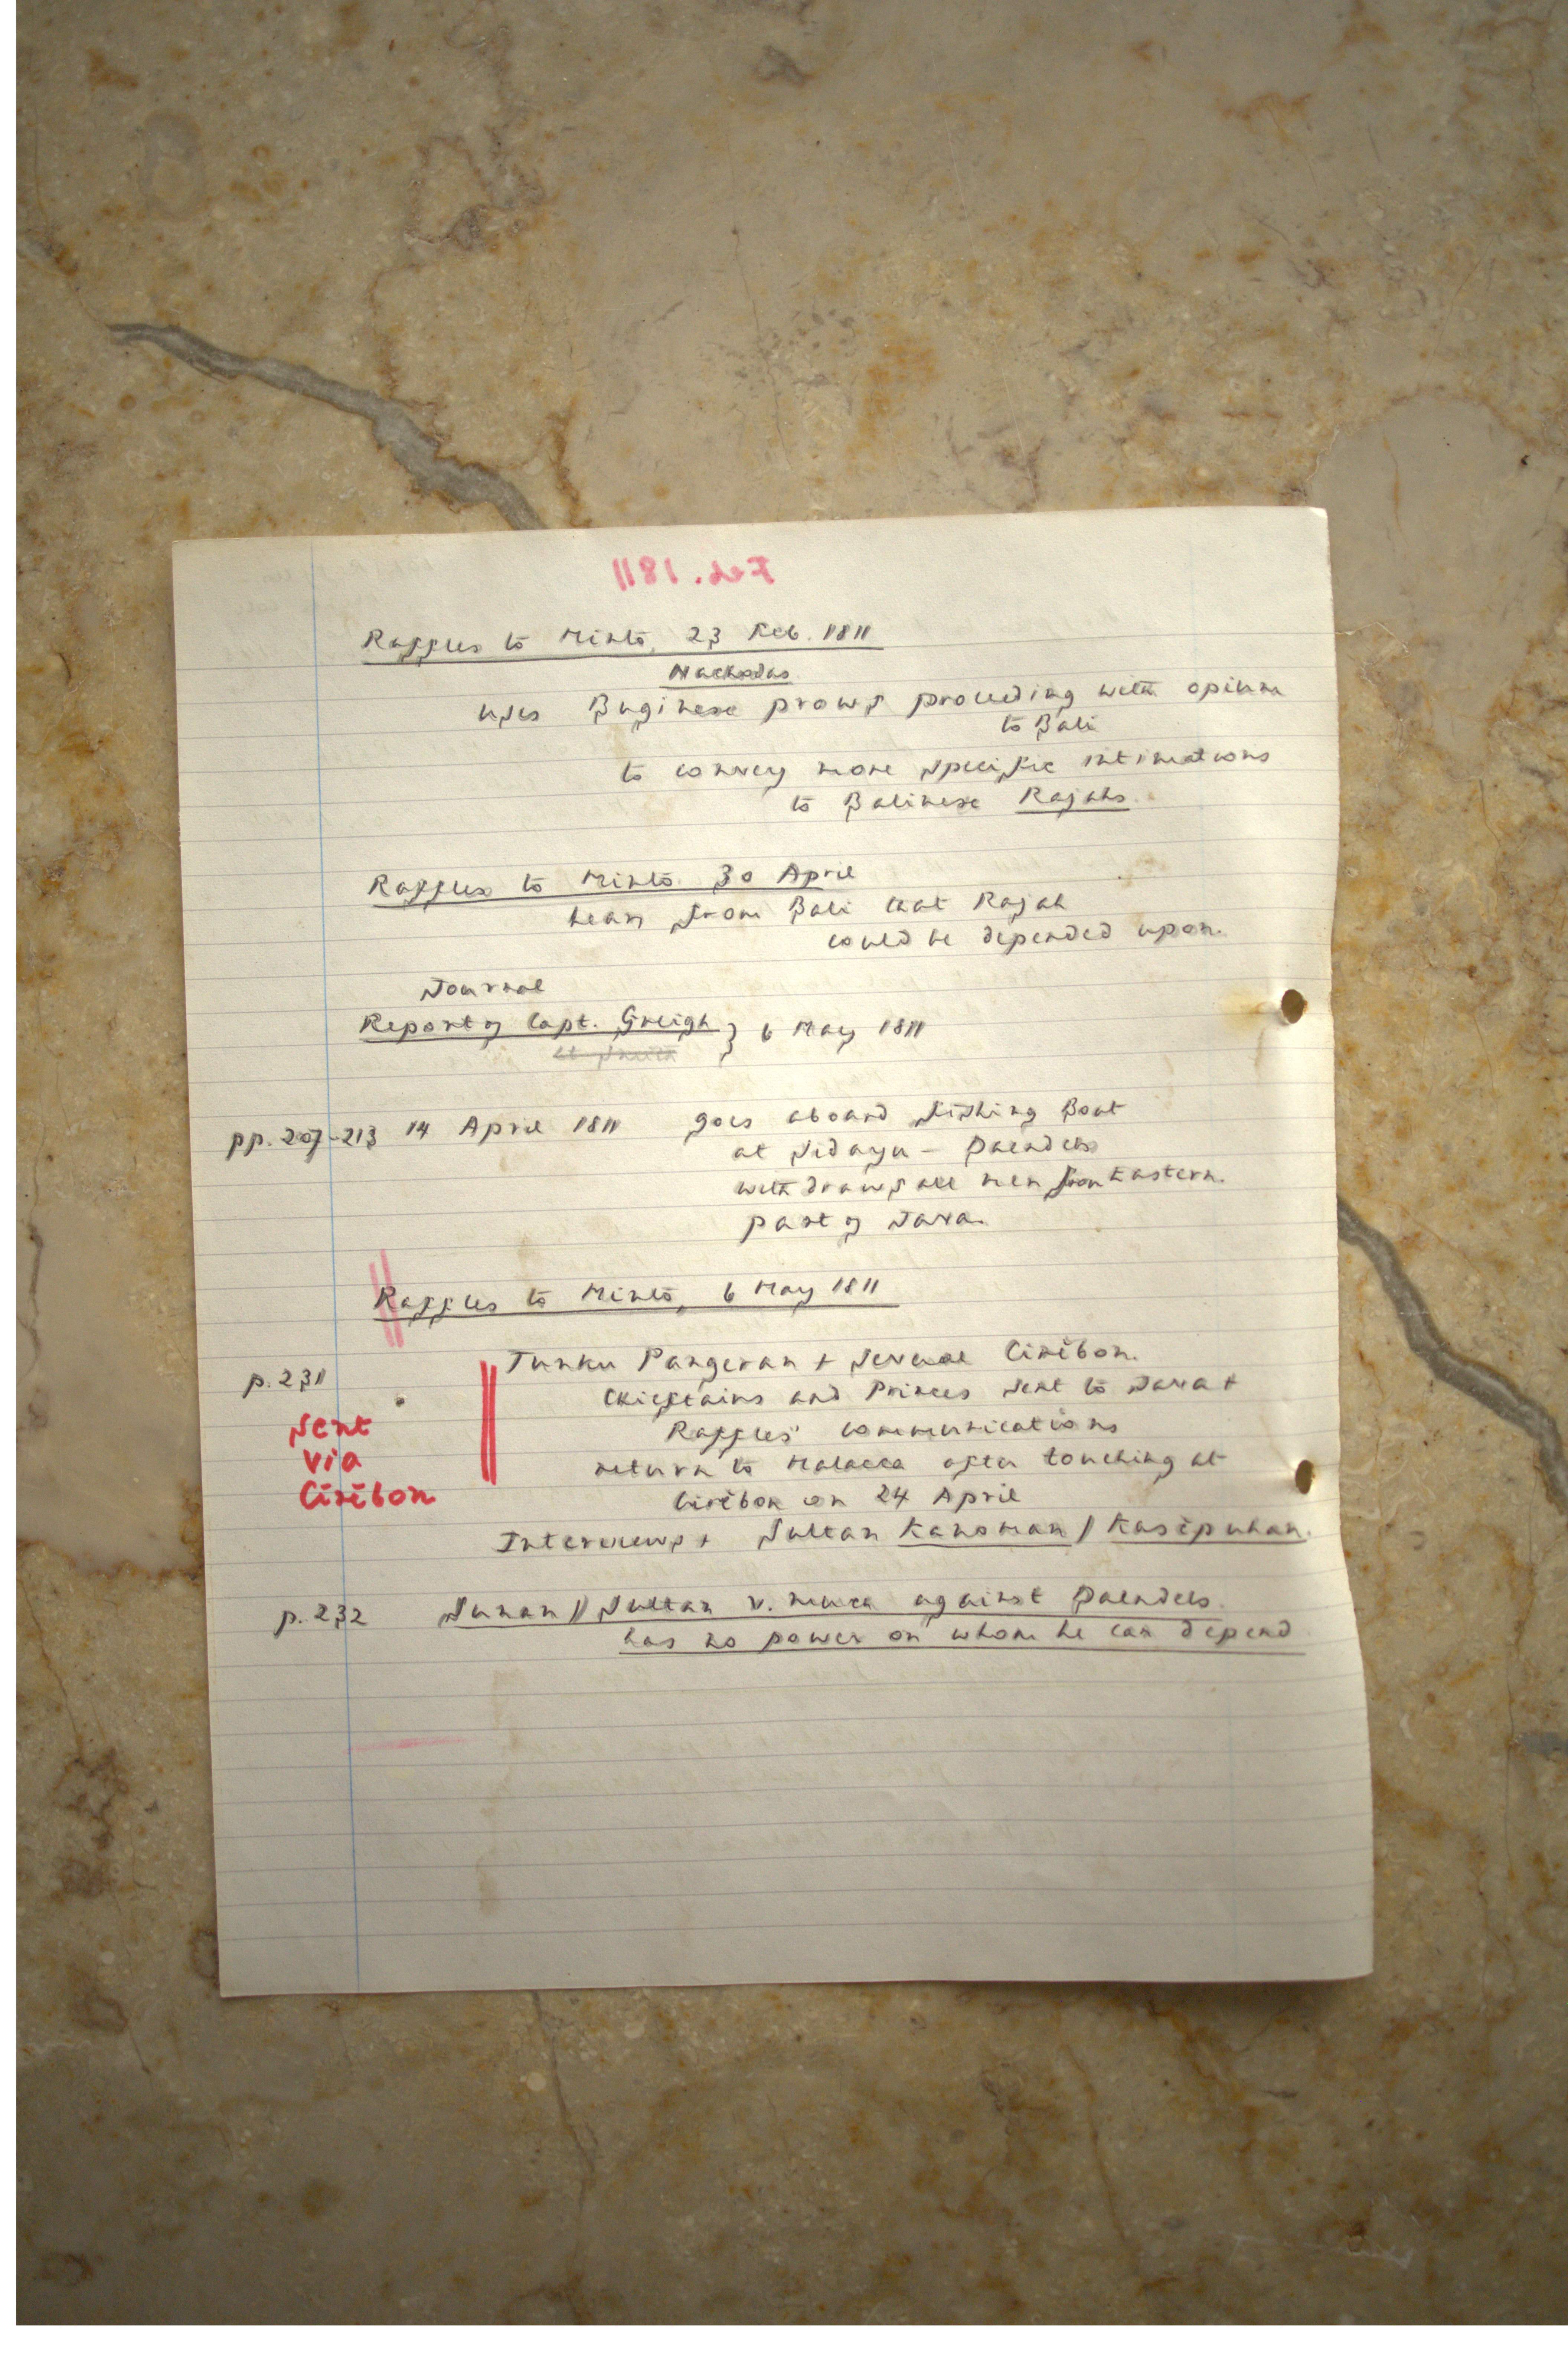 Feb. 1811
Raffles to Minto, 23 Feb. 1811
Nachodas
uses Buginese prows proceeding with opium
to Bali
to convey more specific intimations
to Balinese Rajahs.
Raffles to Minto 30 April
hears from Bali that Rajah
could be depended upon.
Journal
Report of Capt. Greigh } 6 May 1811
pp. 207-213 14 April 1811 goes aboard fishing Boat
at Sidayu - Daendels
withdraws all men from Eastern
part of Java.
Raffles to Minto, 6 May 1811
p. 231 Tunku Pangeran + several Ciribon
Chieftains and Princes sent to Java +
Raffles' communications
return to Malacca after touching at
Ciribon on 24 April
Sent
via
Ciribon
Interviews + Sultan Kanoman / Kasepuhan.
p. 232 Sunan // Sultan v. much against Daendels.
has no power on whom he can depend